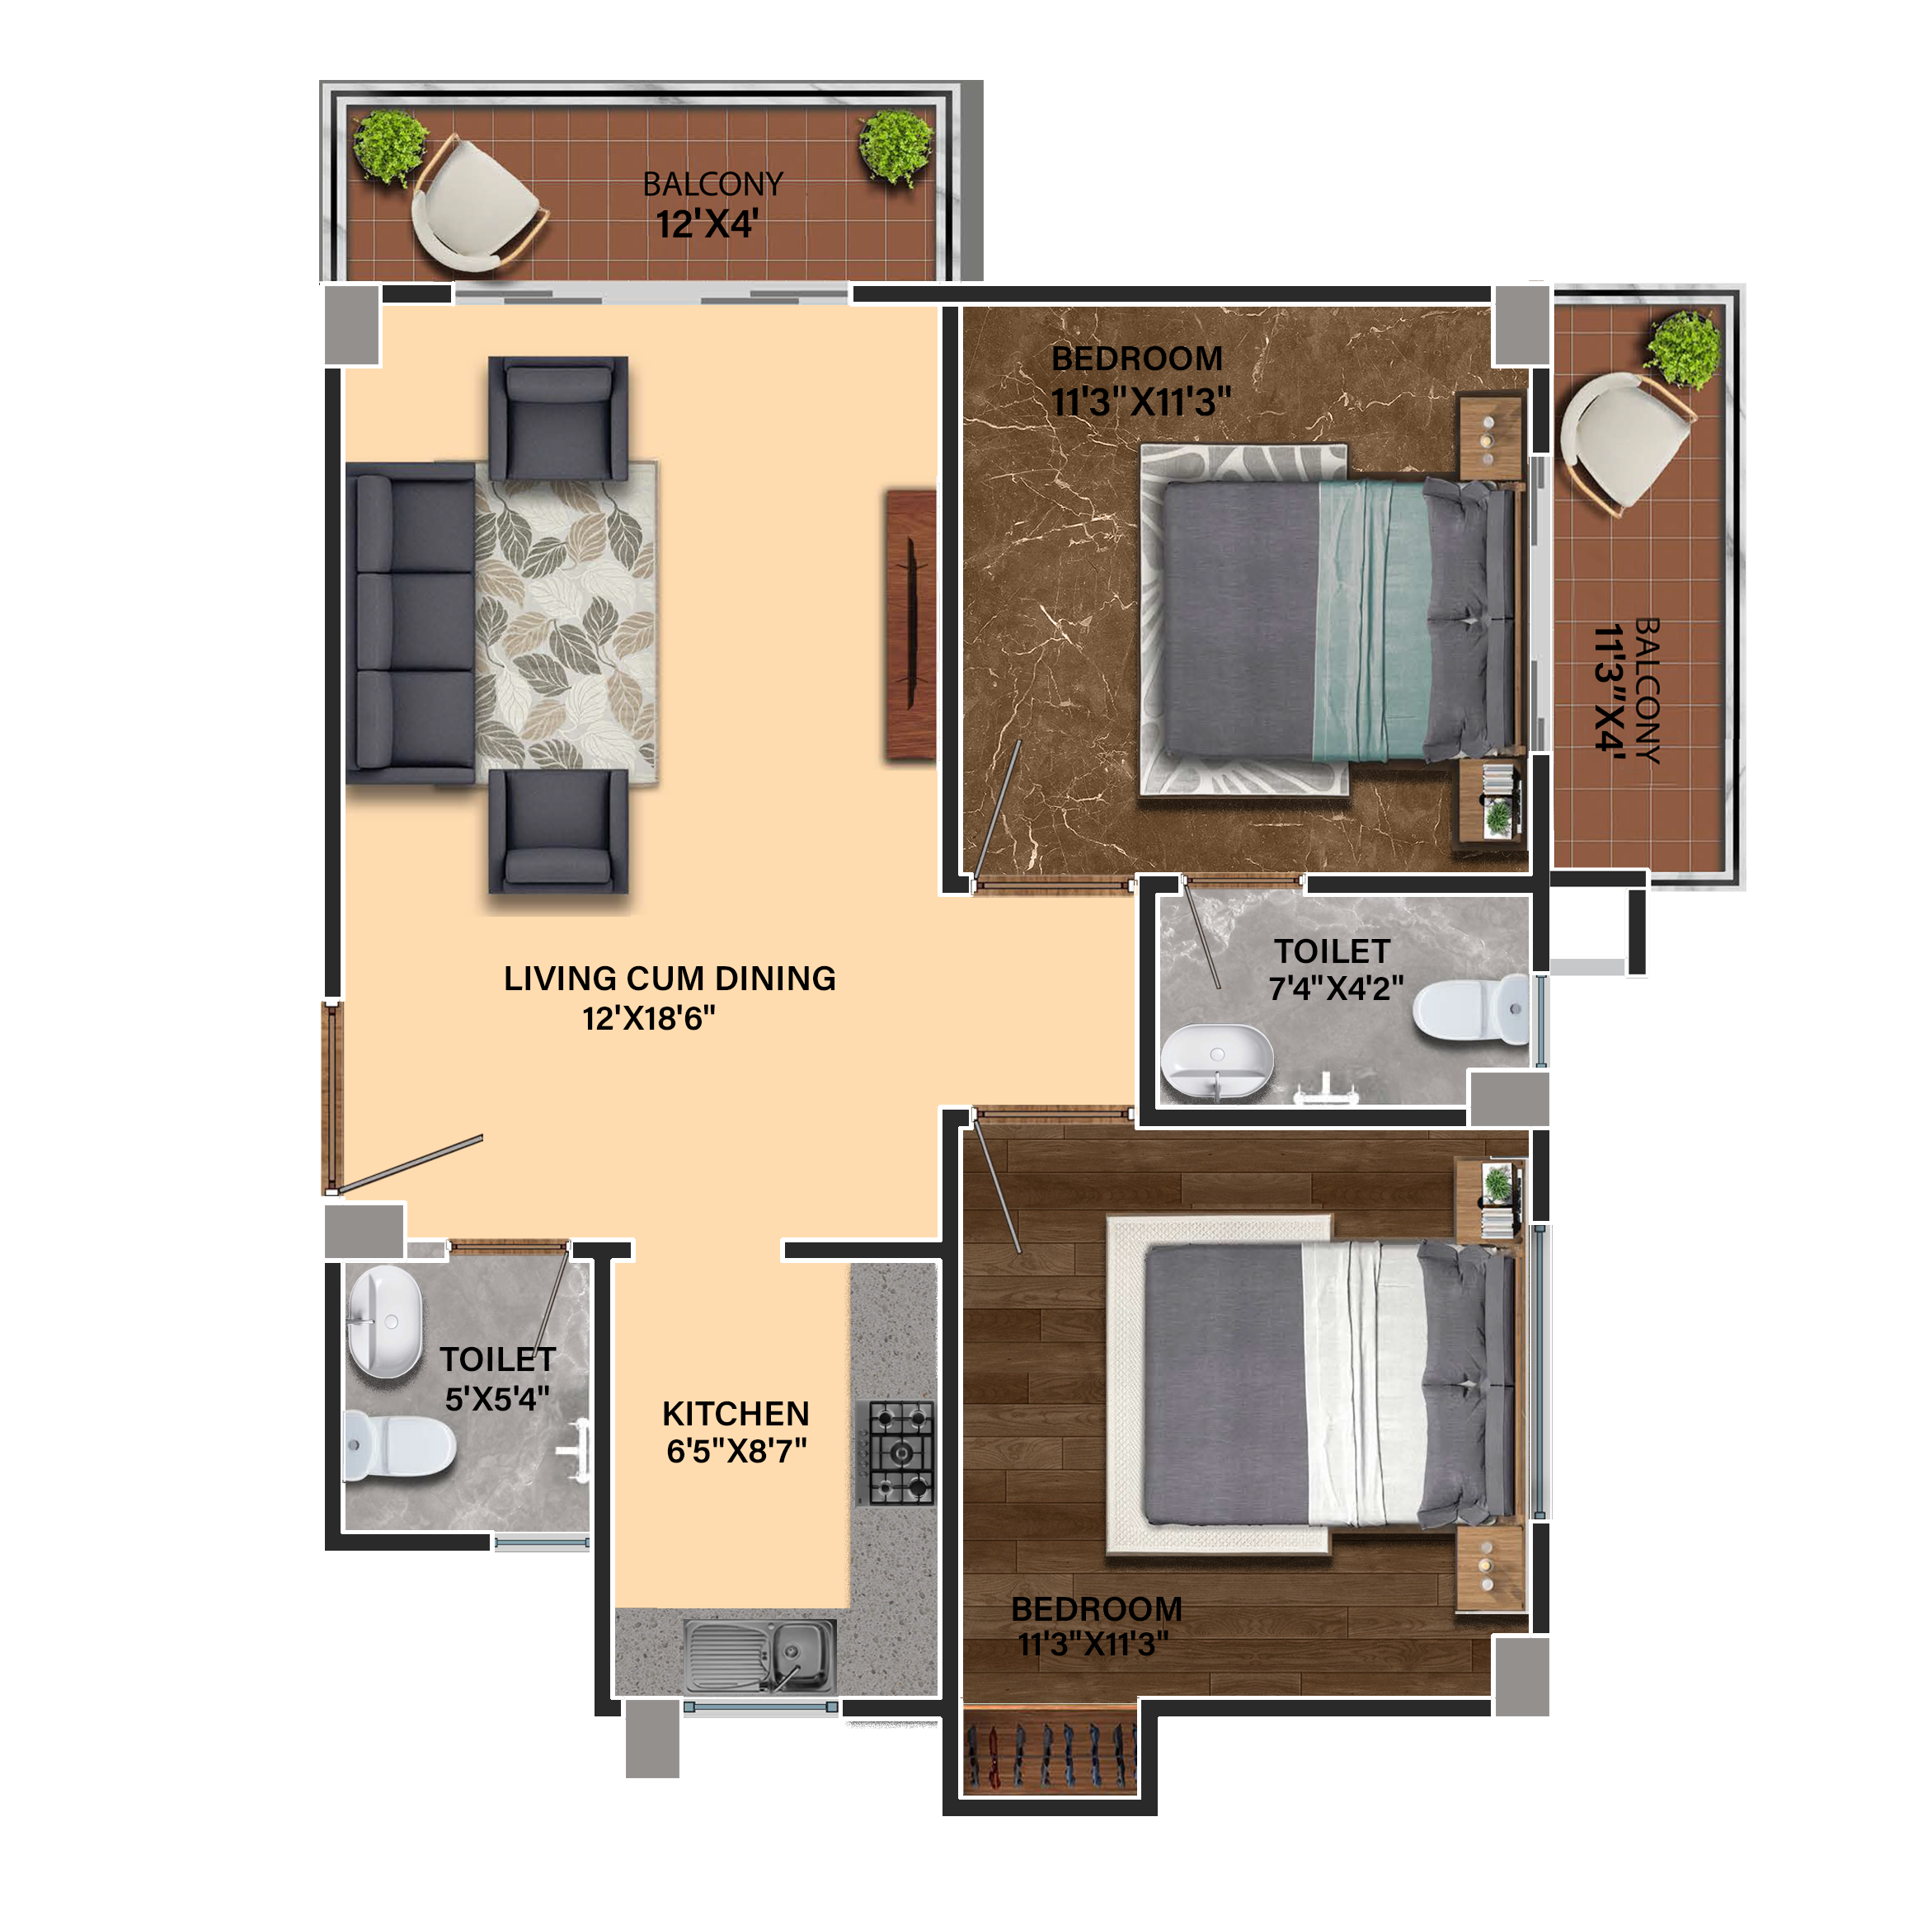 BALCONY
12'X4'
BEDROOM
11'3"X11'3"
BALCONY
11'3"X4'
LIVING CUM DINING
12'X18'6"
TOILET
7'4"X4'2"
TOILET
5'X5'4"
KITCHEN
6'5"X8'7"
BEDROOM
11'3"X11'3"